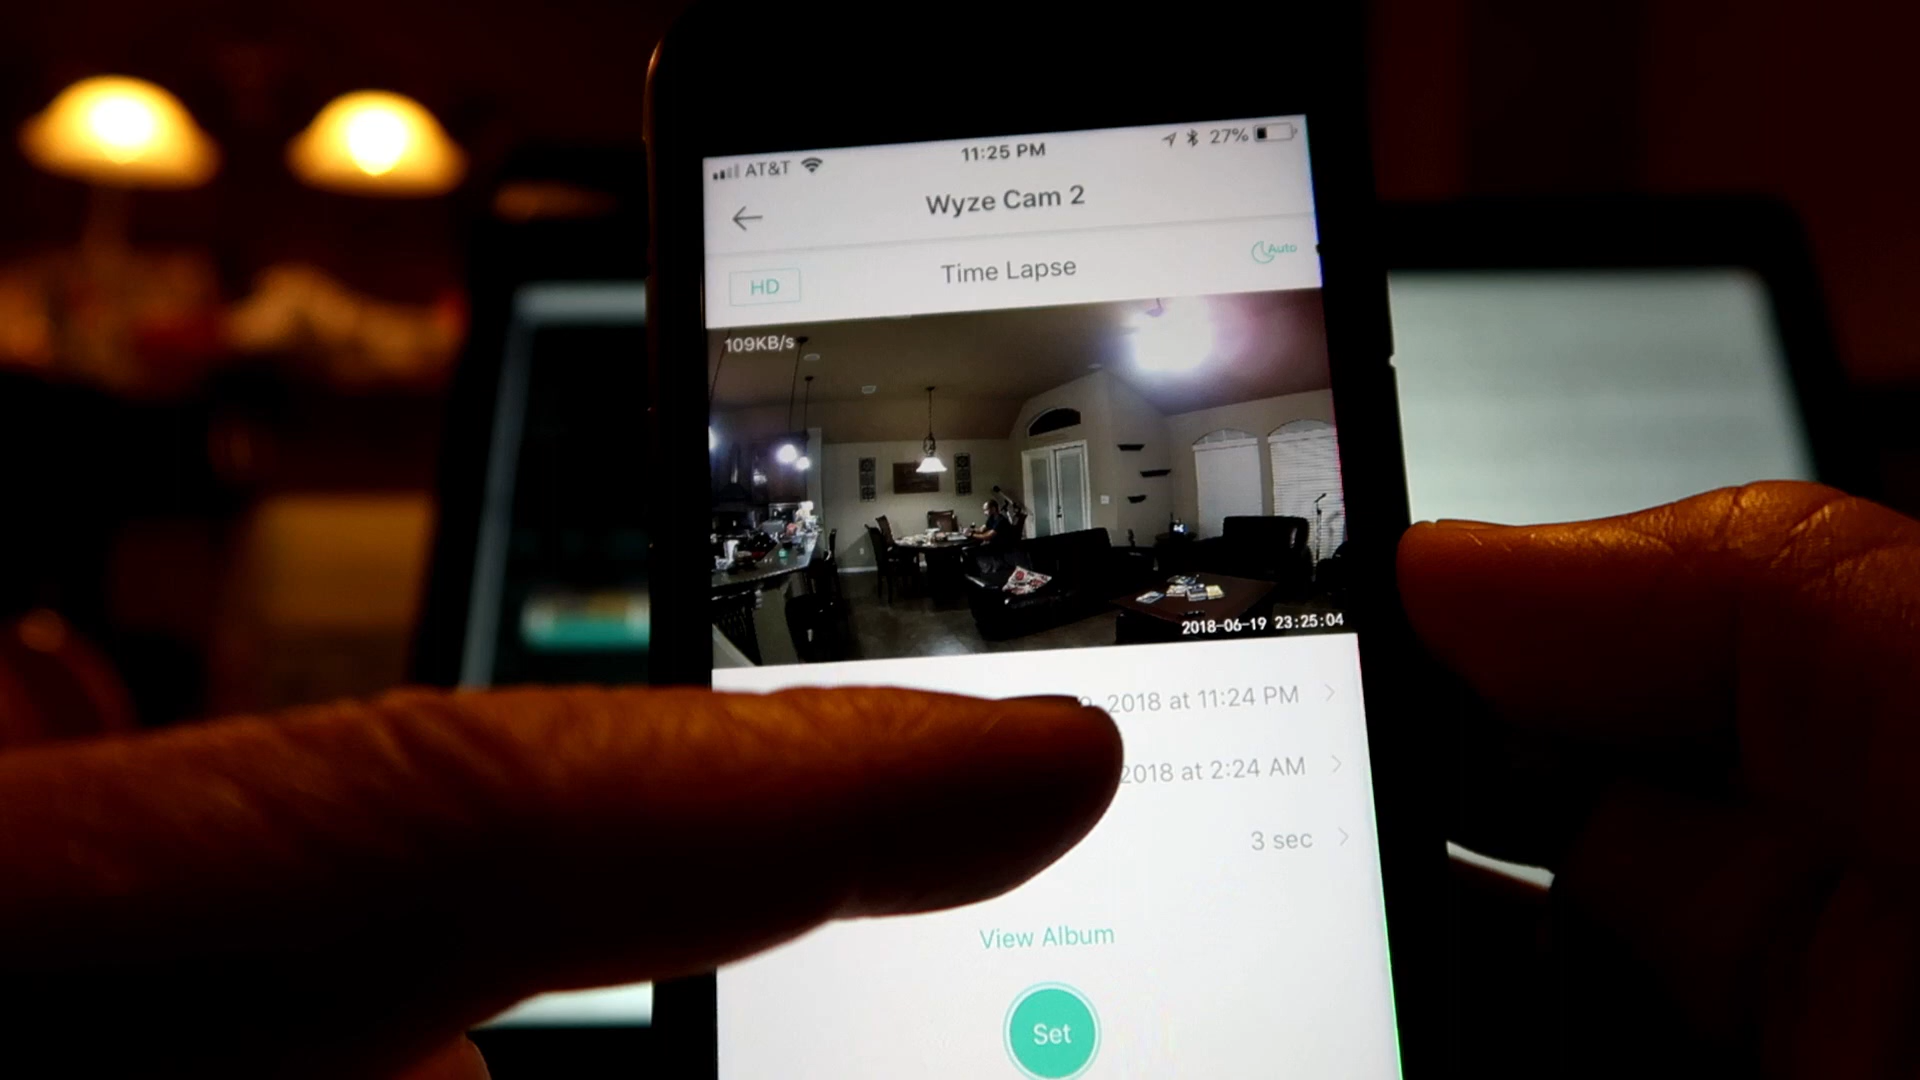 AT&T 11:25 PM 27%
Wyze Cam 2
HD Time Lapse Auto
109KB/s
2018-06-19 23:25:04
2018 at 11:24 PM
2018 at 2:24 AM
3 sec
View Album
Set